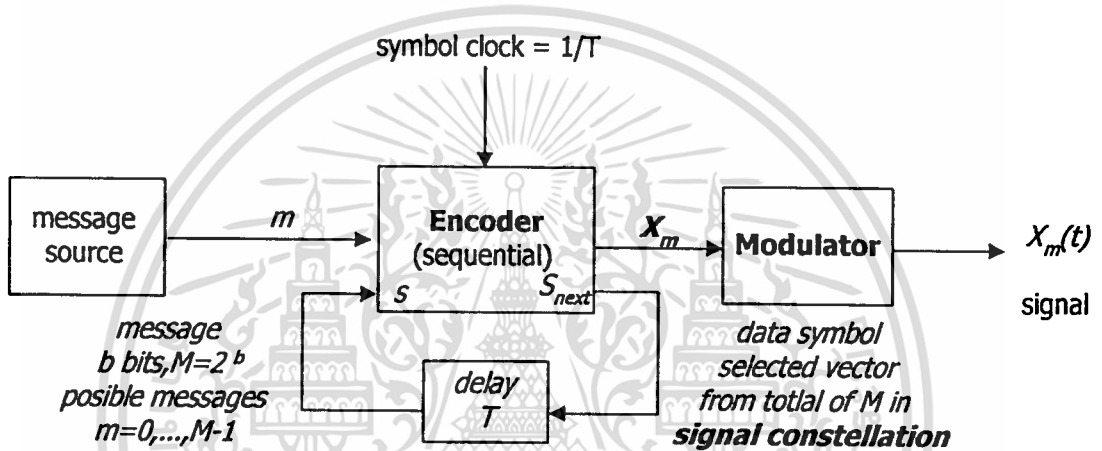 symbol clock = 1/T
message
source
m
Encoder
(sequential)
S
S_next
X_m
Modulator
X_m(t)
signal
message
b bits,M=2^b
posible messages
m=0,...,M-1
delay
T
data symbol
selected vector
from totlal of M in
signal constellation